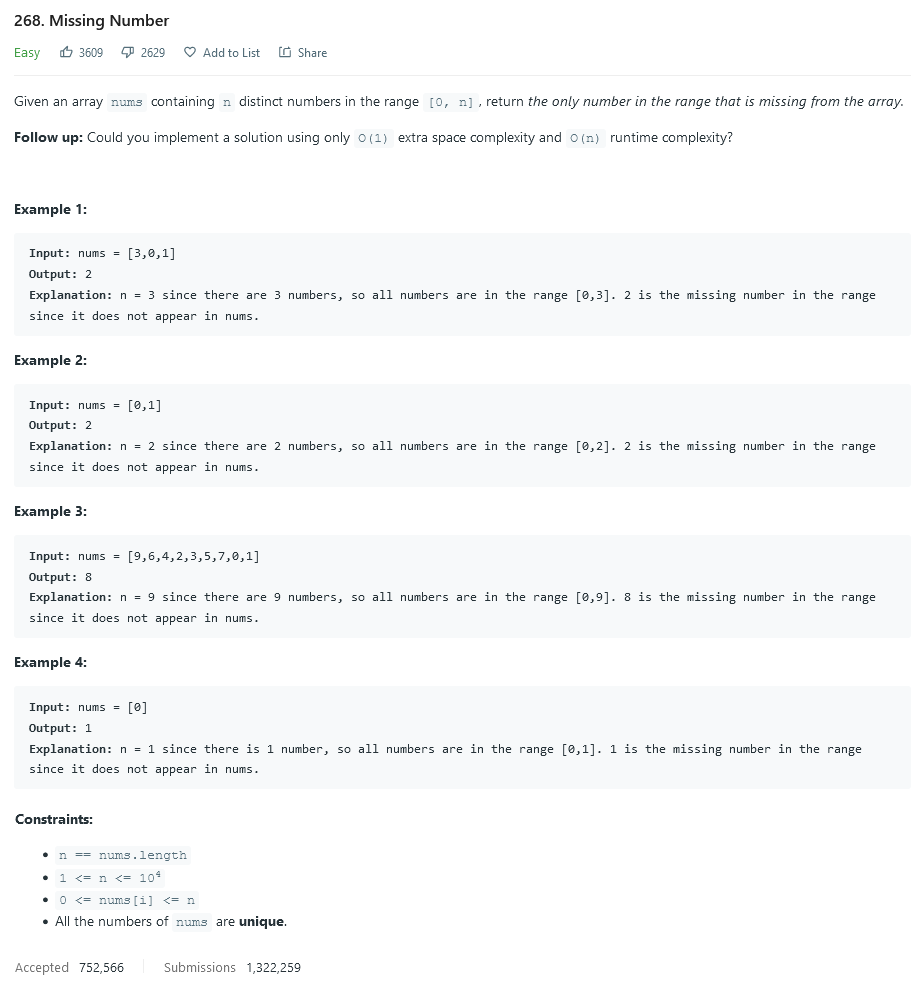 268. Missing Number
Easy 3609 2629 Add to List Share
Given an array nums containing n distinct numbers in the range [0, n], return the only number in the range that is missing from the array.
Follow up: Could you implement a solution using only O(1) extra space complexity and O(n) runtime complexity?
Example 1:
Input: nums = [3,0,1]
Output: 2
Explanation: n = 3 since there are 3 numbers, so all numbers are in the range [0,3]. 2 is the missing number in the range
since it does not appear in nums.
Example 2:
Input: nums = [0,1]
Output: 2
Explanation: n = 2 since there are 2 numbers, so all numbers are in the range [0,2]. 2 is the missing number in the range
since it does not appear in nums.
Example 3:
Input: nums = [9,6,4,2,3,5,7,0,1]
Output: 8
Explanation: n = 9 since there are 9 numbers, so all numbers are in the range [0,9]. 8 is the missing number in the range
since it does not appear in nums.
Example 4:
Input: nums = [0]
Output: 1
Explanation: n = 1 since there is 1 number, so all numbers are in the range [0,1]. 1 is the missing number in the range
since it does not appear in nums.
Constraints:
• n == nums.length
• 1 <= n <= 10⁴
• 0 <= nums[i] <= n
• All the numbers of nums are unique.
Accepted 752,566 Submissions 1,322,259